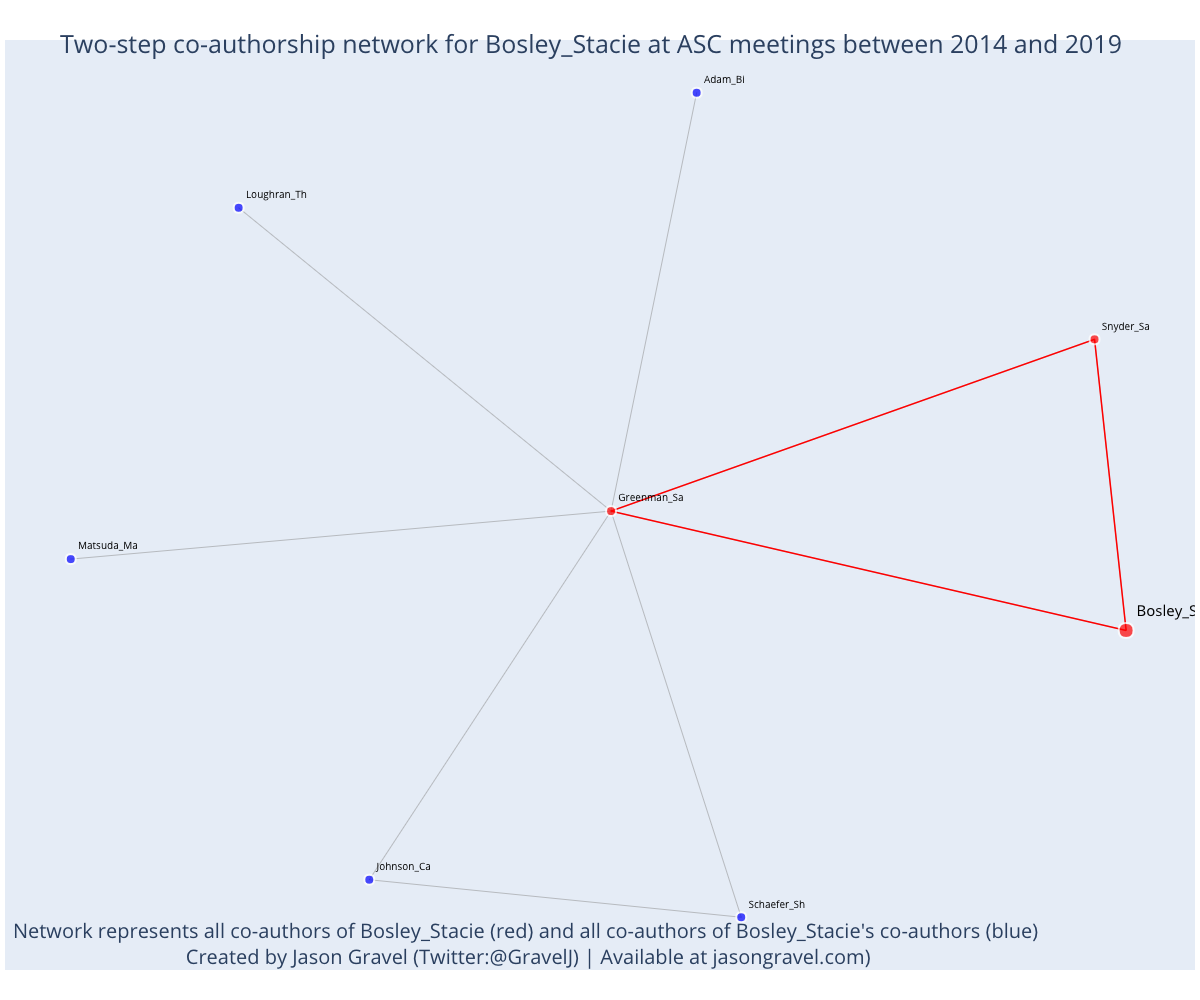 Two-step co-authorship network for Bosley_Stacie at ASC meetings between 2014 and 2019
Adam_Bi
Loughran_Th
Snyder_Sa
Greenman_Sa
Matsuda_Ma
Bosley_S
Johnson_Ca
Schaefer_Sh
Network represents all co-authors of Bosley_Stacie (red) and all co-authors of Bosley_Stacie's co-authors (blue)
Created by Jason Gravel (Twitter:@GravelJ) | Available at jasongravel.com)